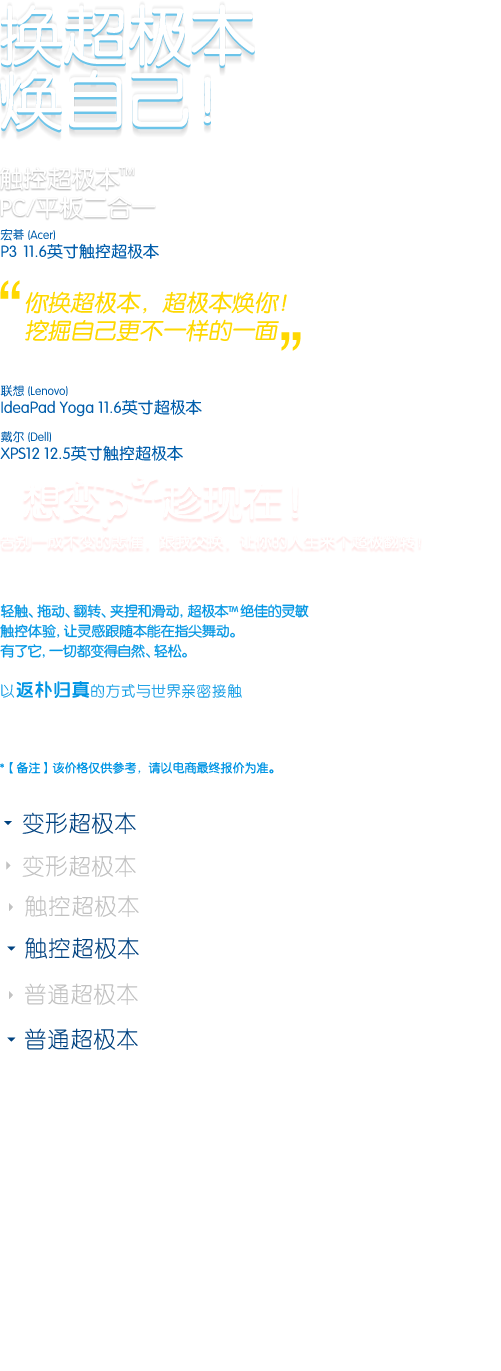 换超极本
焕自己！
触控超极本™
PC/平板二合一
宏碁 (Acer)
P3 11.6英寸触控超极本
“你换超极本，超极本焕你！
挖掘自己更不一样的一面”
联想 (Lenovo)
IdeaPad Yoga 11.6英寸超极本
戴尔 (Dell)
XPS12 12.5英寸触控超极本
想变？趁现在！
轻触、拖动、翻转、夹捏和滑动，超极本™ 绝佳的灵敏
触控体验，让灵感跟随本能在指尖舞动。
有了它，一切都变得自然、轻松。
以返朴归真的方式与世界亲密接触
*【备注】该价格仅供参考，请以电商最终报价为准。
变形超极本
变形超极本
触控超极本
触控超极本
普通超极本
普通超极本